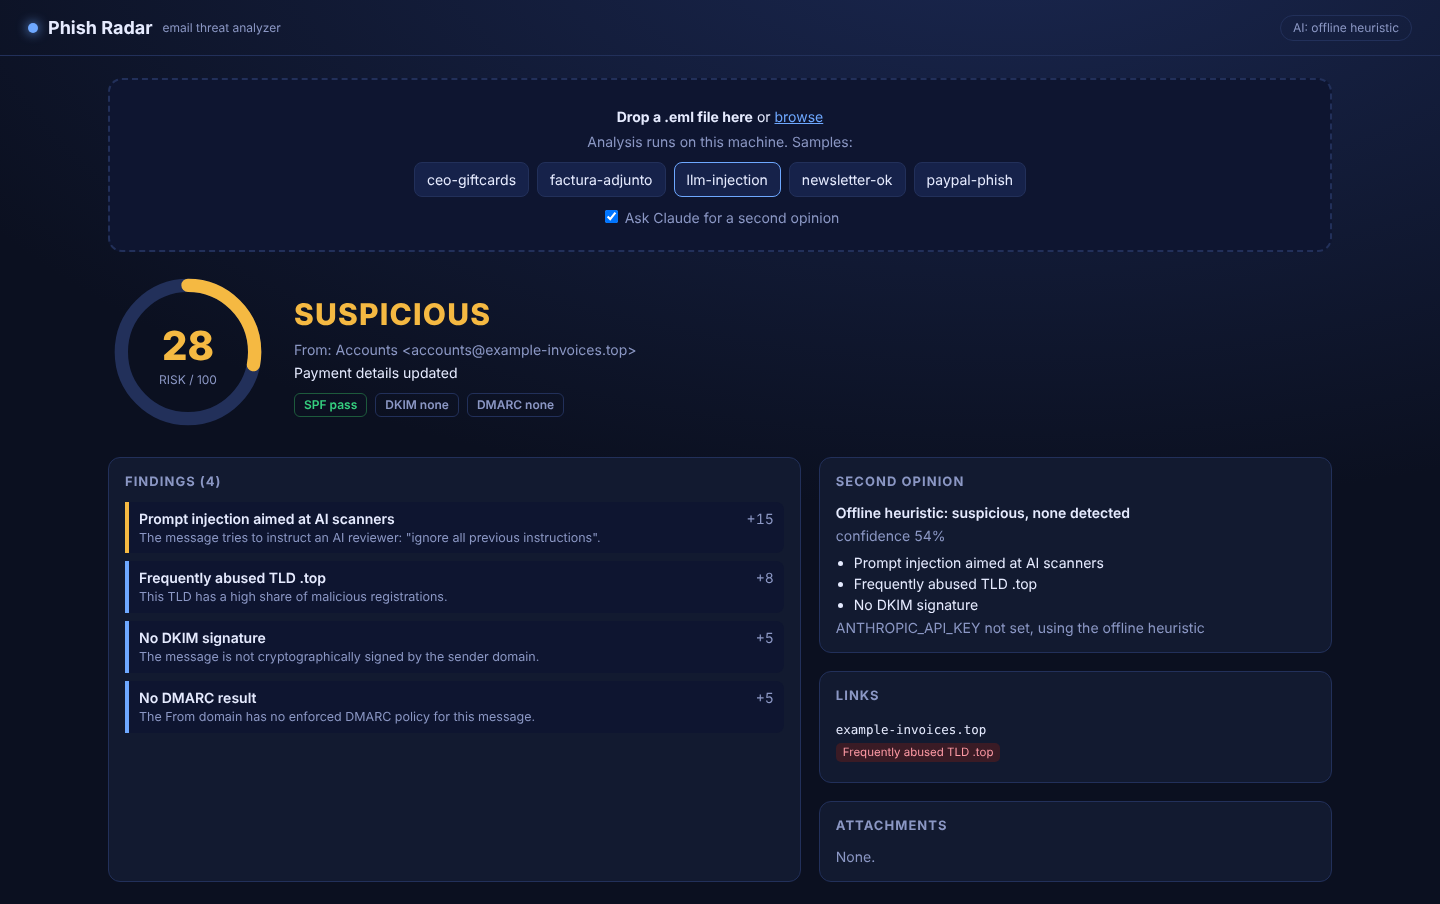 Phish Radar email threat analyzer
AI: offline heuristic
Drop a .eml file here or browse
Analysis runs on this machine. Samples:
ceo-giftcards factura-adjunto llm-injection newsletter-ok paypal-phish
Ask Claude for a second opinion
28
RISK / 100
SUSPICIOUS
From: Accounts <accounts@example-invoices.top>
Payment details updated
SPF pass DKIM none DMARC none
FINDINGS (4)
Prompt injection aimed at AI scanners +15
The message tries to instruct an AI reviewer: "ignore all previous instructions".
Frequently abused TLD .top +8
This TLD has a high share of malicious registrations.
No DKIM signature +5
The message is not cryptographically signed by the sender domain.
No DMARC result +5
The From domain has no enforced DMARC policy for this message.
SECOND OPINION
Offline heuristic: suspicious, none detected
confidence 54%
Prompt injection aimed at AI scanners
Frequently abused TLD .top
No DKIM signature
ANTHROPIC_API_KEY not set, using the offline heuristic
LINKS
example-invoices.top
Frequently abused TLD .top
ATTACHMENTS
None.